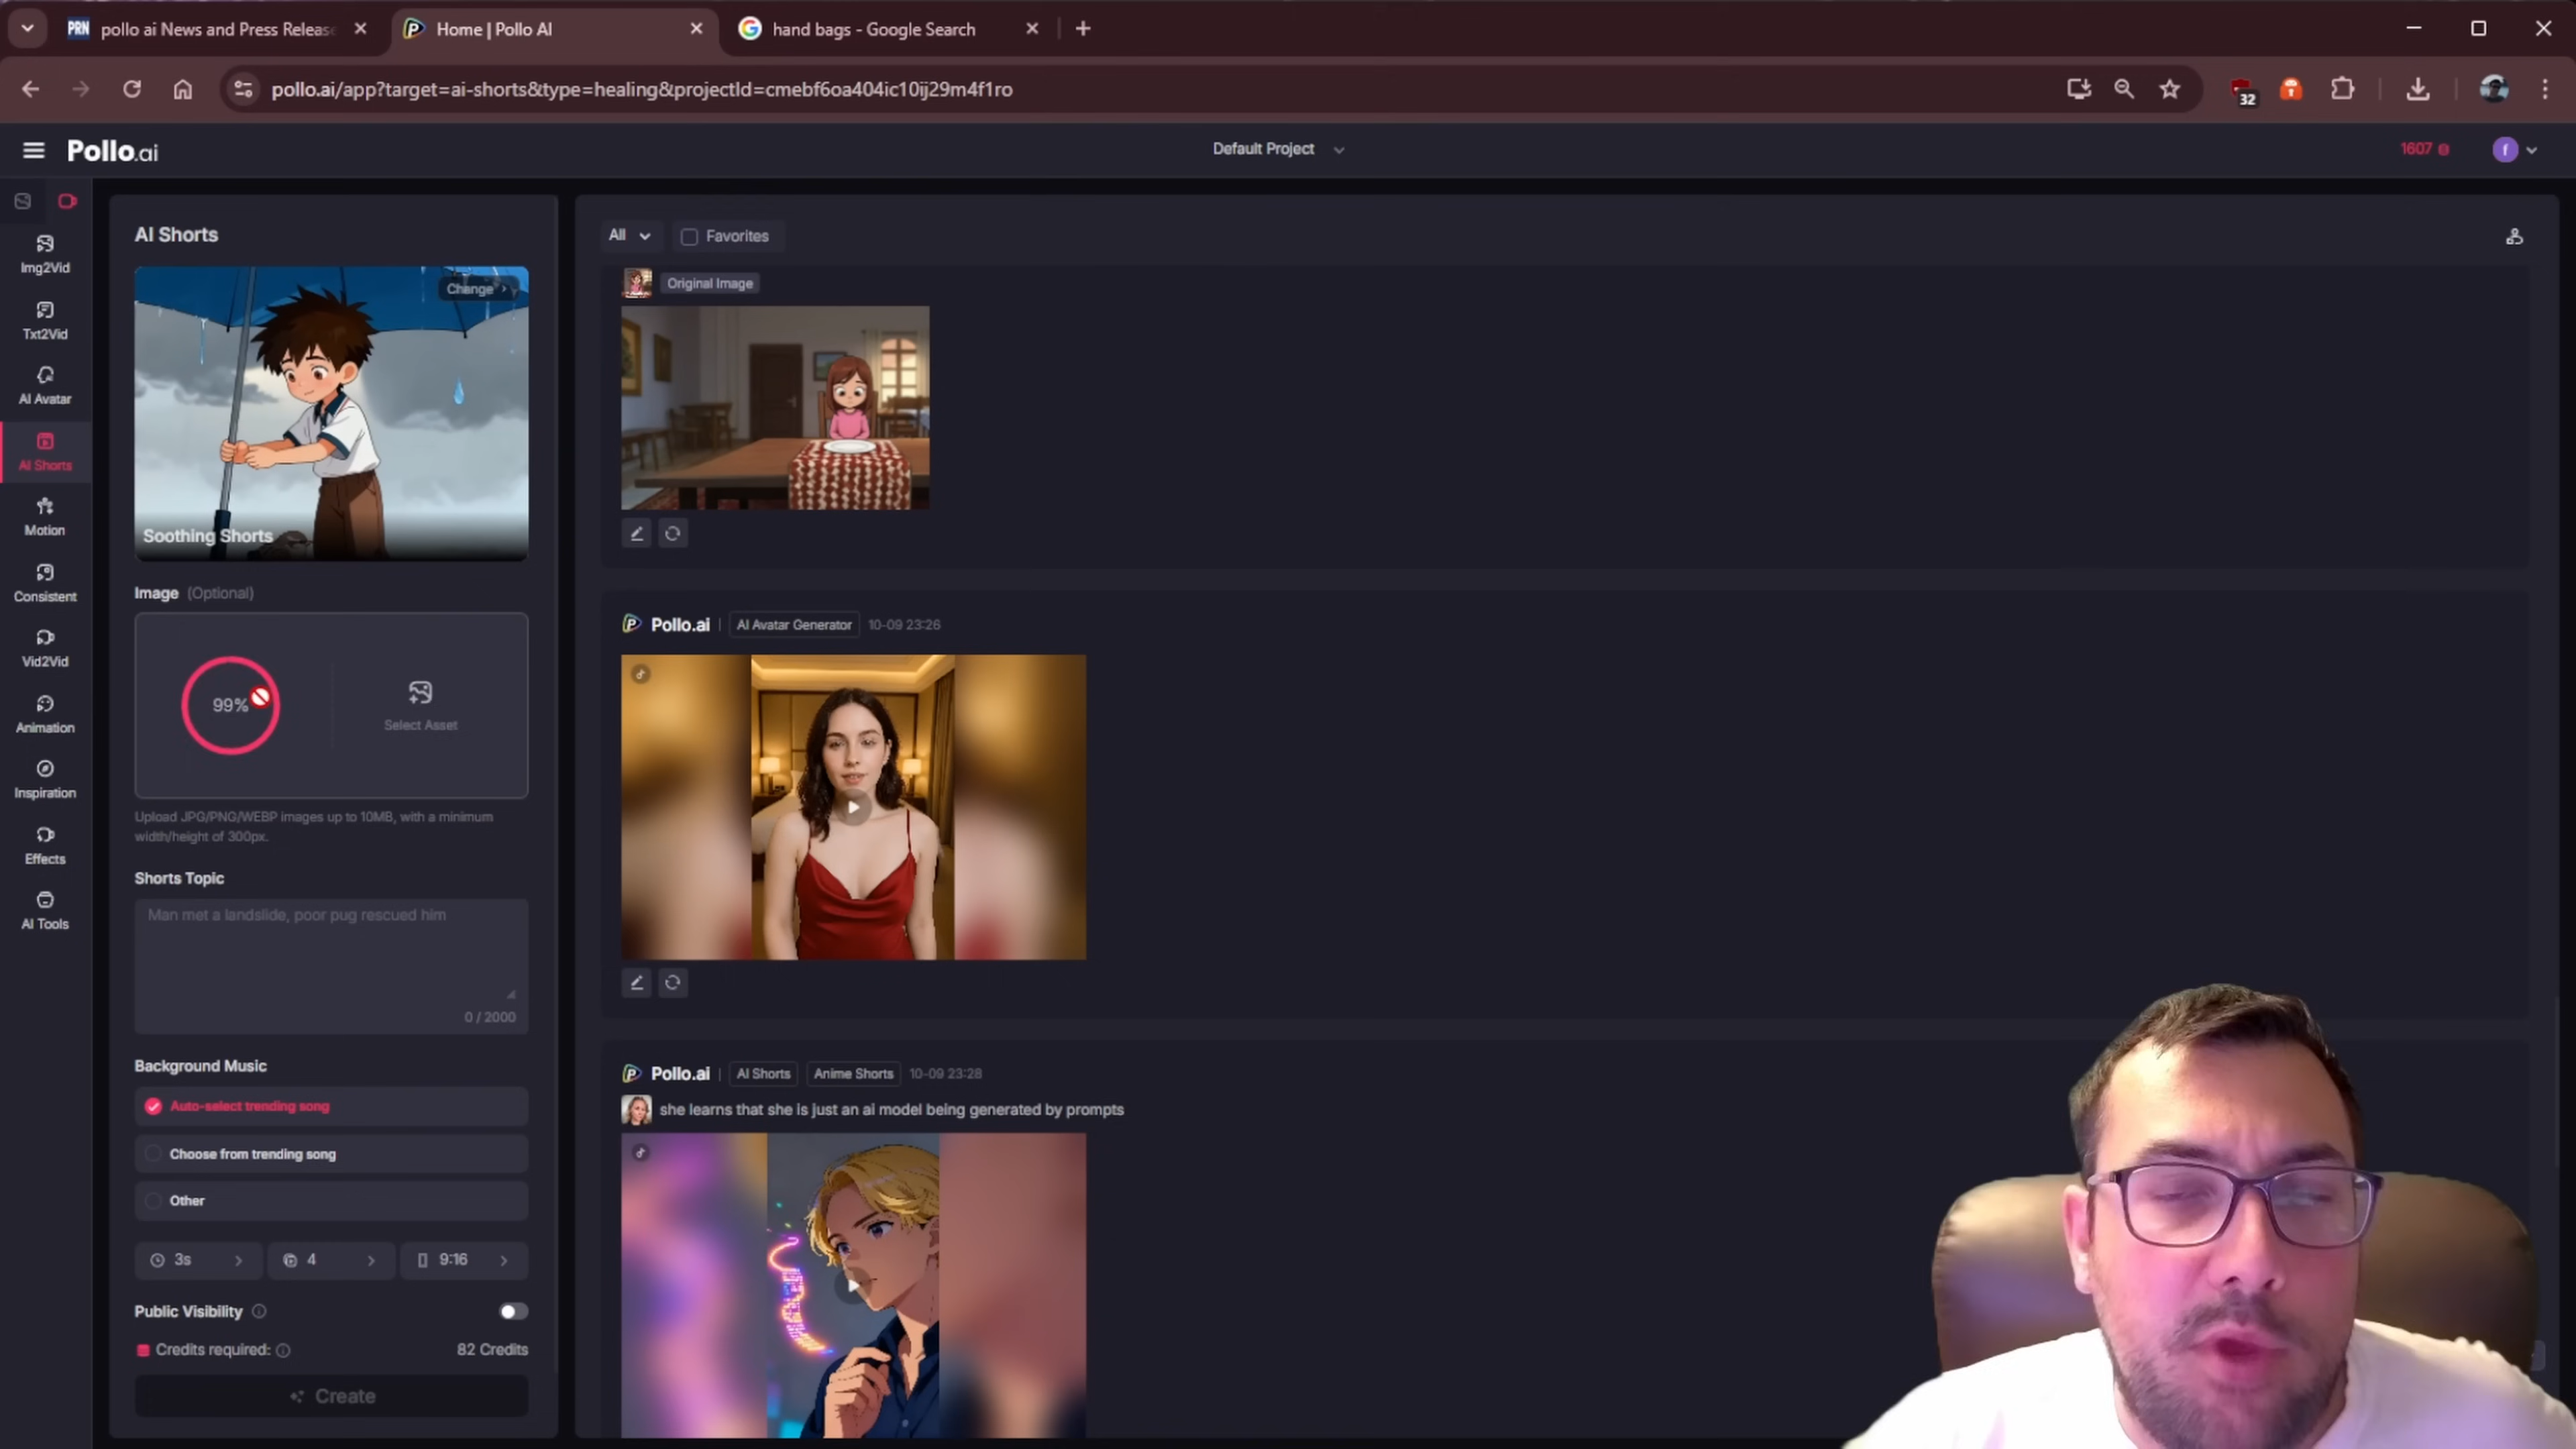 PRN pollo ai News and Press Releas
Home | Pollo AI
hand bags - Google Search
pollo.ai/app?target=ai-shorts&type=healing&projectId=cmebf6oa404ic10ij29m4f1ro
32
Pollo.ai
Default Project
1607
f
Img2Vid
Txt2Vid
AI Avatar
AI Shorts
Motion
Consistent
Vid2Vid
Animation
Inspiration
Effects
AI Tools
AI Shorts
Change
Soothing Shorts
Image (Optional)
99%
Select Asset
Upload JPG/PNG/WEBP images up to 10MB, with a minimum
width/height of 300px.
Shorts Topic
Man met a landslide, poor pug rescued him
0 / 2000
Background Music
Auto-select trending song
Choose from trending song
Other
3s
4
9:16
Public Visibility
Credits required:
82 Credits
Create
All
Favorites
Original Image
Pollo.ai | AI Avatar Generator 10-09 23:26
Pollo.ai | AI Shorts Anime Shorts 10-09 23:28
she learns that she is just an ai model being generated by prompts